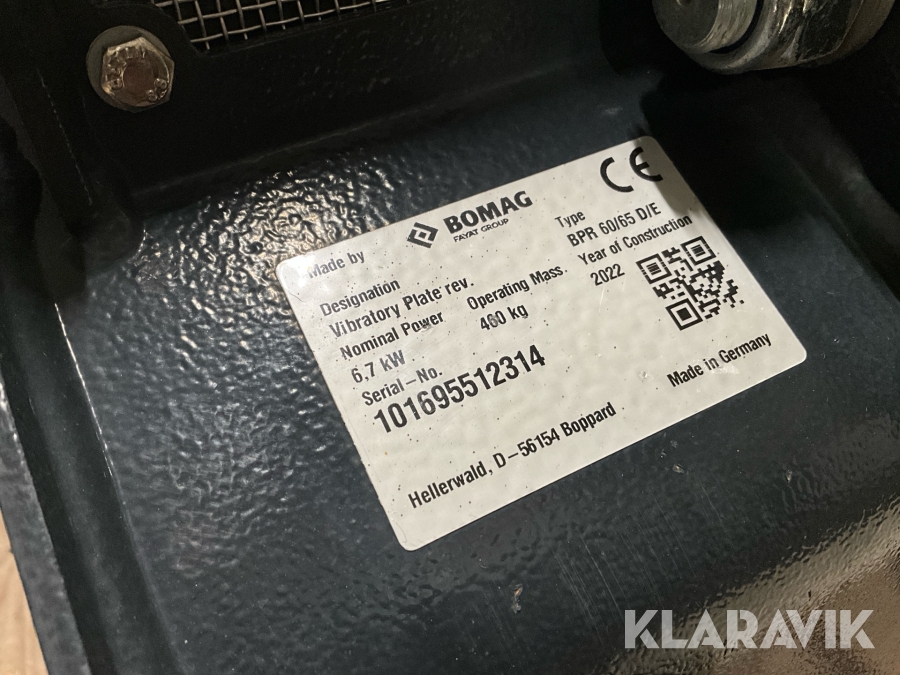 Made by
BOMAG
FAYAT GROUP
CE
Designation
Vibratory Plate rev.
Type
BPR 60/65 D/E
Nominal Power
6,7 kW
Operating Mass
460 kg
Year of Construction
2022
Serial-No.
101695512314
Hellerwald, D-56154 Boppard
Made in Germany
KLARAVIK